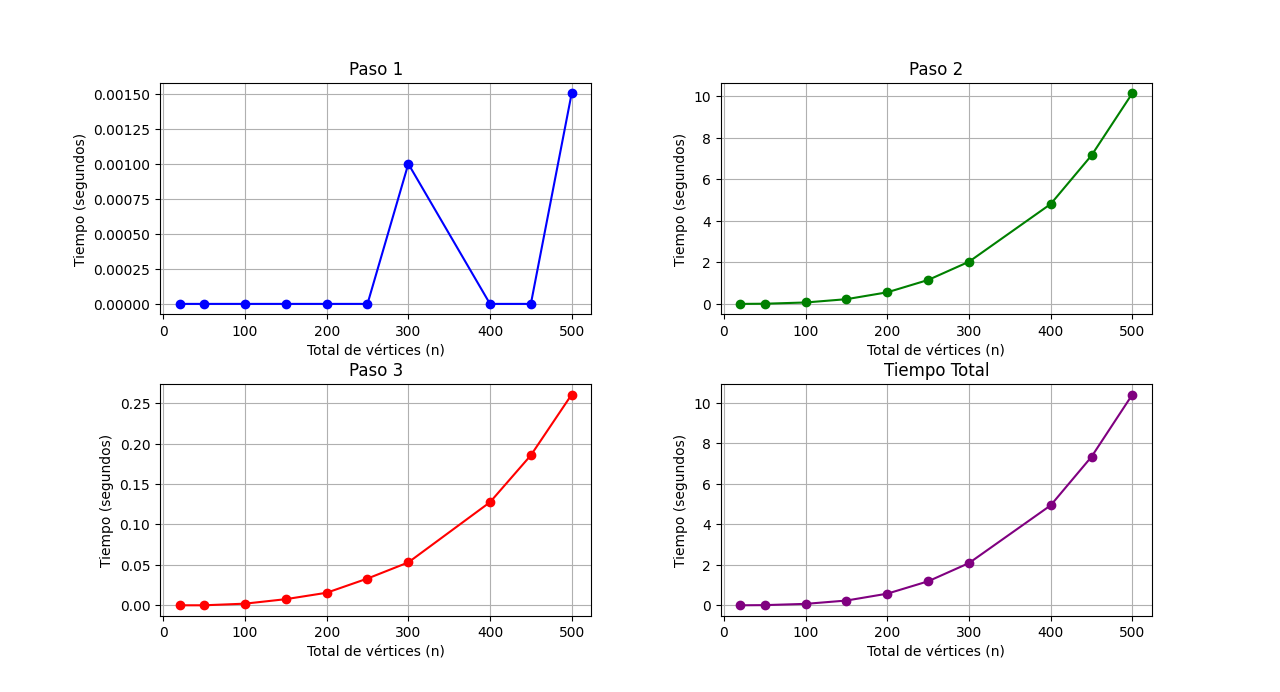 Paso 1
Tiempo (segundos)
0.00150
0.00125
0.00100
0.00075
0.00050
0.00025
0.00000
0 100 200 300 400 500
Total de vértices (n)
Paso 2
Tiempo (segundos)
10
8
6
4
2
0
0 100 200 300 400 500
Total de vértices (n)
Paso 3
Tiempo (segundos)
0.25
0.20
0.15
0.10
0.05
0.00
0 100 200 300 400 500
Total de vértices (n)
Tiempo Total
Tiempo (segundos)
10
8
6
4
2
0
0 100 200 300 400 500
Total de vértices (n)